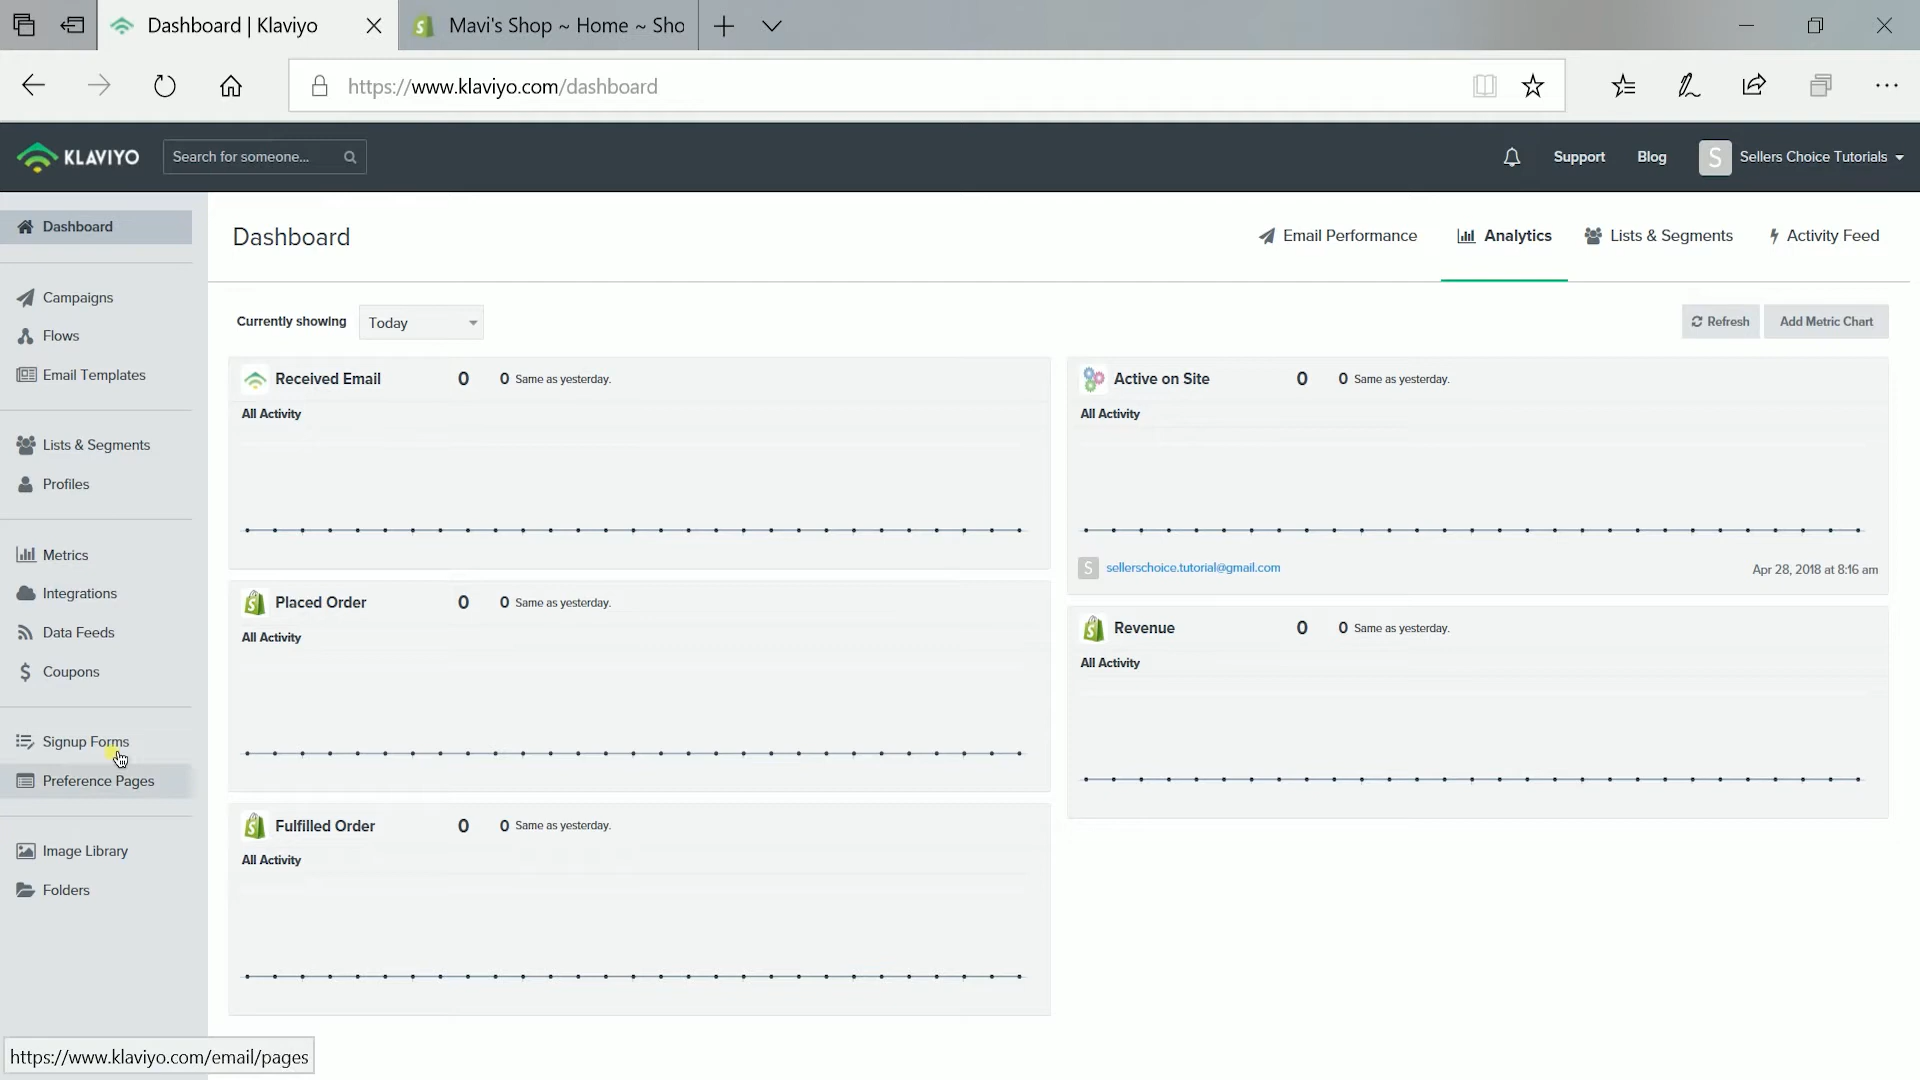 Dashboard | Klaviyo
Mavi's Shop ~ Home ~ Sho
https://www.klaviyo.com/dashboard
KLAVIYO
Search for someone...
Support
Blog
S
Sellers Choice Tutorials
Dashboard
Campaigns
Flows
Email Templates
Lists & Segments
Profiles
Metrics
Integrations
Data Feeds
$ Coupons
Signup Forms
Preference Pages
Image Library
Folders
Dashboard
Email Performance
Analytics
Lists & Segments
Activity Feed
Currently showing
Today
Refresh
Add Metric Chart
Received Email 0 0 Same as yesterday.
All Activity
Placed Order 0 0 Same as yesterday.
All Activity
Fulfilled Order 0 0 Same as yesterday.
All Activity
Active on Site 0 0 Same as yesterday.
All Activity
S sellerschoice.tutorial@gmail.com Apr 28, 2018 at 8:16 am
Revenue 0 0 Same as yesterday.
All Activity
https://www.klaviyo.com/email/pages